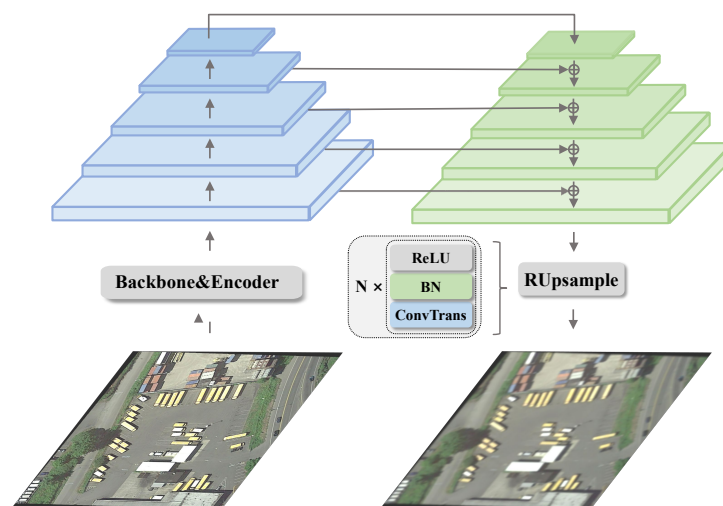 ReLU
Backbone&Encoder
N ×
BN
RUpsample
ConvTrans